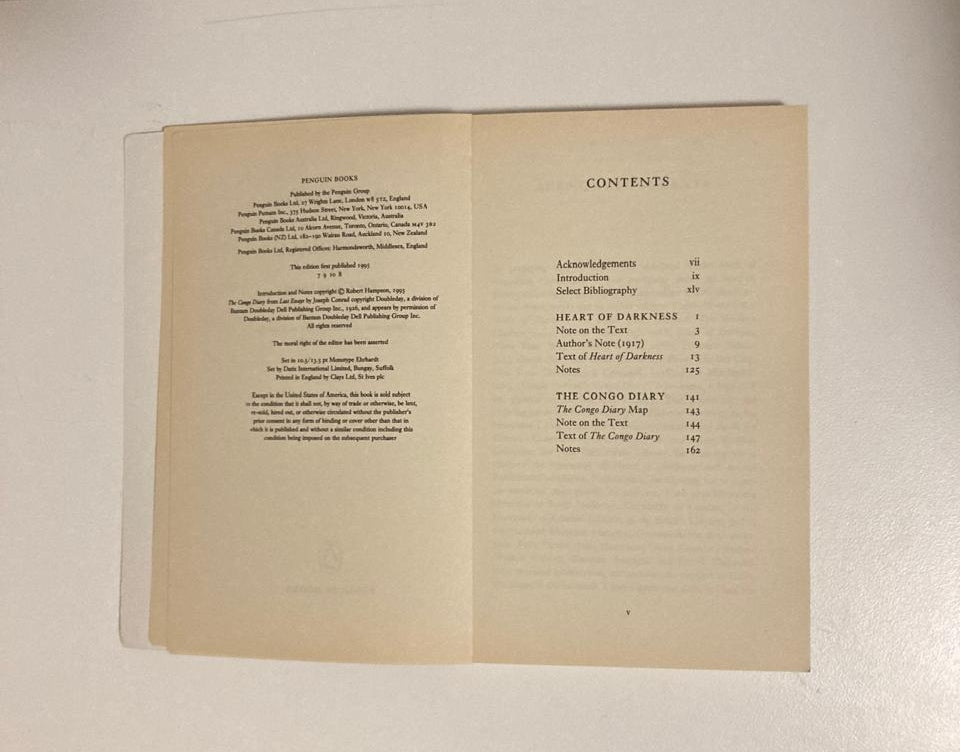 PENGUIN BOOKS
Published by the Penguin Group
Penguin Books Ltd, 27 Wrights Lane, London W8 5TZ, England
Penguin Putnam Inc., 375 Hudson Street, New York, New York 10014, USA
Penguin Books Australia Ltd, Ringwood, Victoria, Australia
Penguin Books Canada Ltd, 10 Alcorn Avenue, Toronto, Ontario, Canada M4V 3B2
Penguin Books (NZ) Ltd, 182–190 Wairau Road, Auckland 10, New Zealand
Penguin Books Ltd, Registered Offices: Harmondsworth, Middlesex, England
This edition first published 1995
7 9 10 8
Introduction and Notes copyright © Robert Hampson, 1995
The Congo Diary from Last Essays by Joseph Conrad copyright Doubleday, a division of
Bantam Doubleday Dell Publishing Group Inc., 1926, and appears by permission of
Doubleday, a division of Bantam Doubleday Dell Publishing Group Inc.
All rights reserved
The moral right of the editor has been asserted
Set in 10.5/13.5 pt Monotype Ehrhardt
Set by Datix International Limited, Bungay, Suffolk
Printed in England by Clays Ltd, St Ives plc
Except in the United States of America, this book is sold subject
to the condition that it shall not, by way of trade or otherwise, be lent,
re-sold, hired out, or otherwise circulated without the publisher's
prior consent in any form of binding or cover other than that in
which it is published and without a similar condition including this
condition being imposed on the subsequent purchaser
CONTENTS
Acknowledgements vii
Introduction ix
Select Bibliography xlv
HEART OF DARKNESS 1
Note on the Text 3
Author's Note (1917) 9
Text of Heart of Darkness 13
Notes 125
THE CONGO DIARY 141
The Congo Diary Map 143
Note on the Text 144
Text of The Congo Diary 147
Notes 162
v